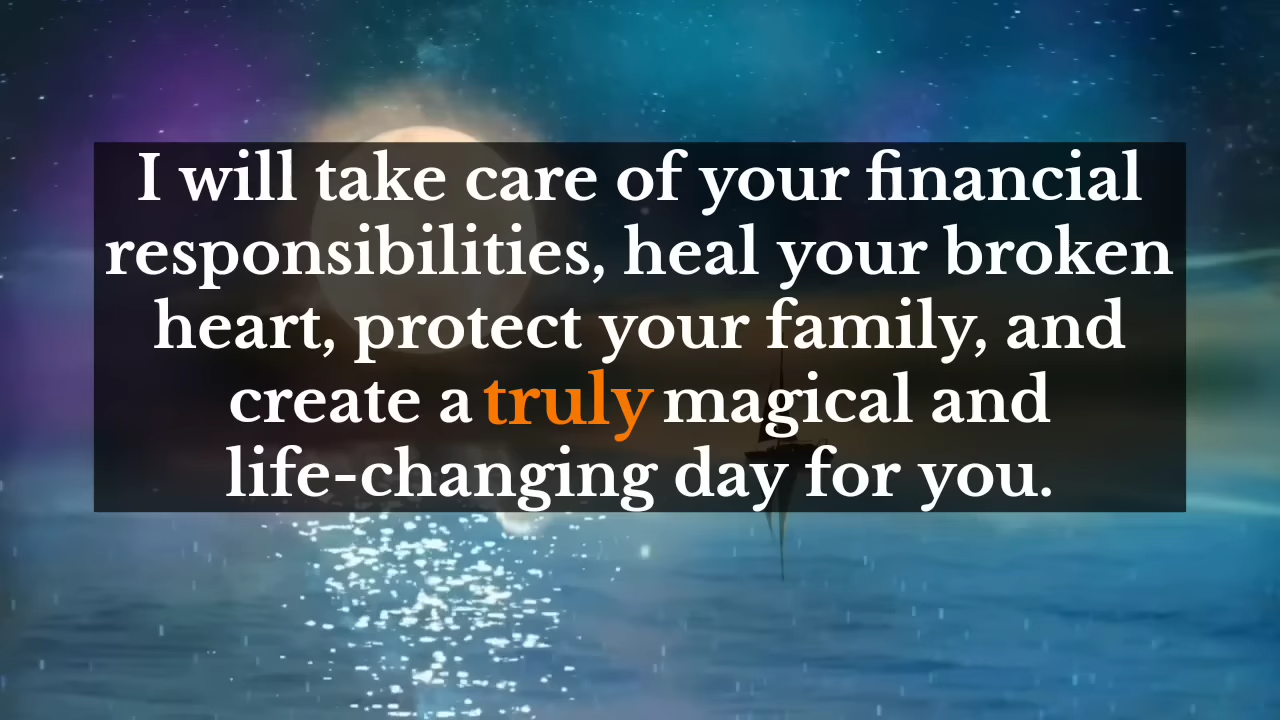 I will take care of your financial
responsibilities, heal your broken
heart, protect your family, and
create a truly magical and
life-changing day for you.